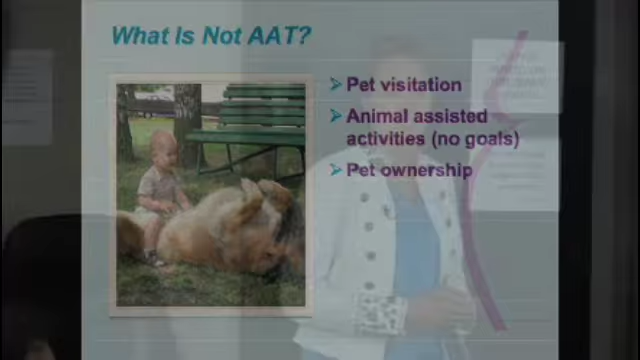 What Is Not AAT?
Pet visitation
Animal assisted
activities (no goals)
Pet ownership